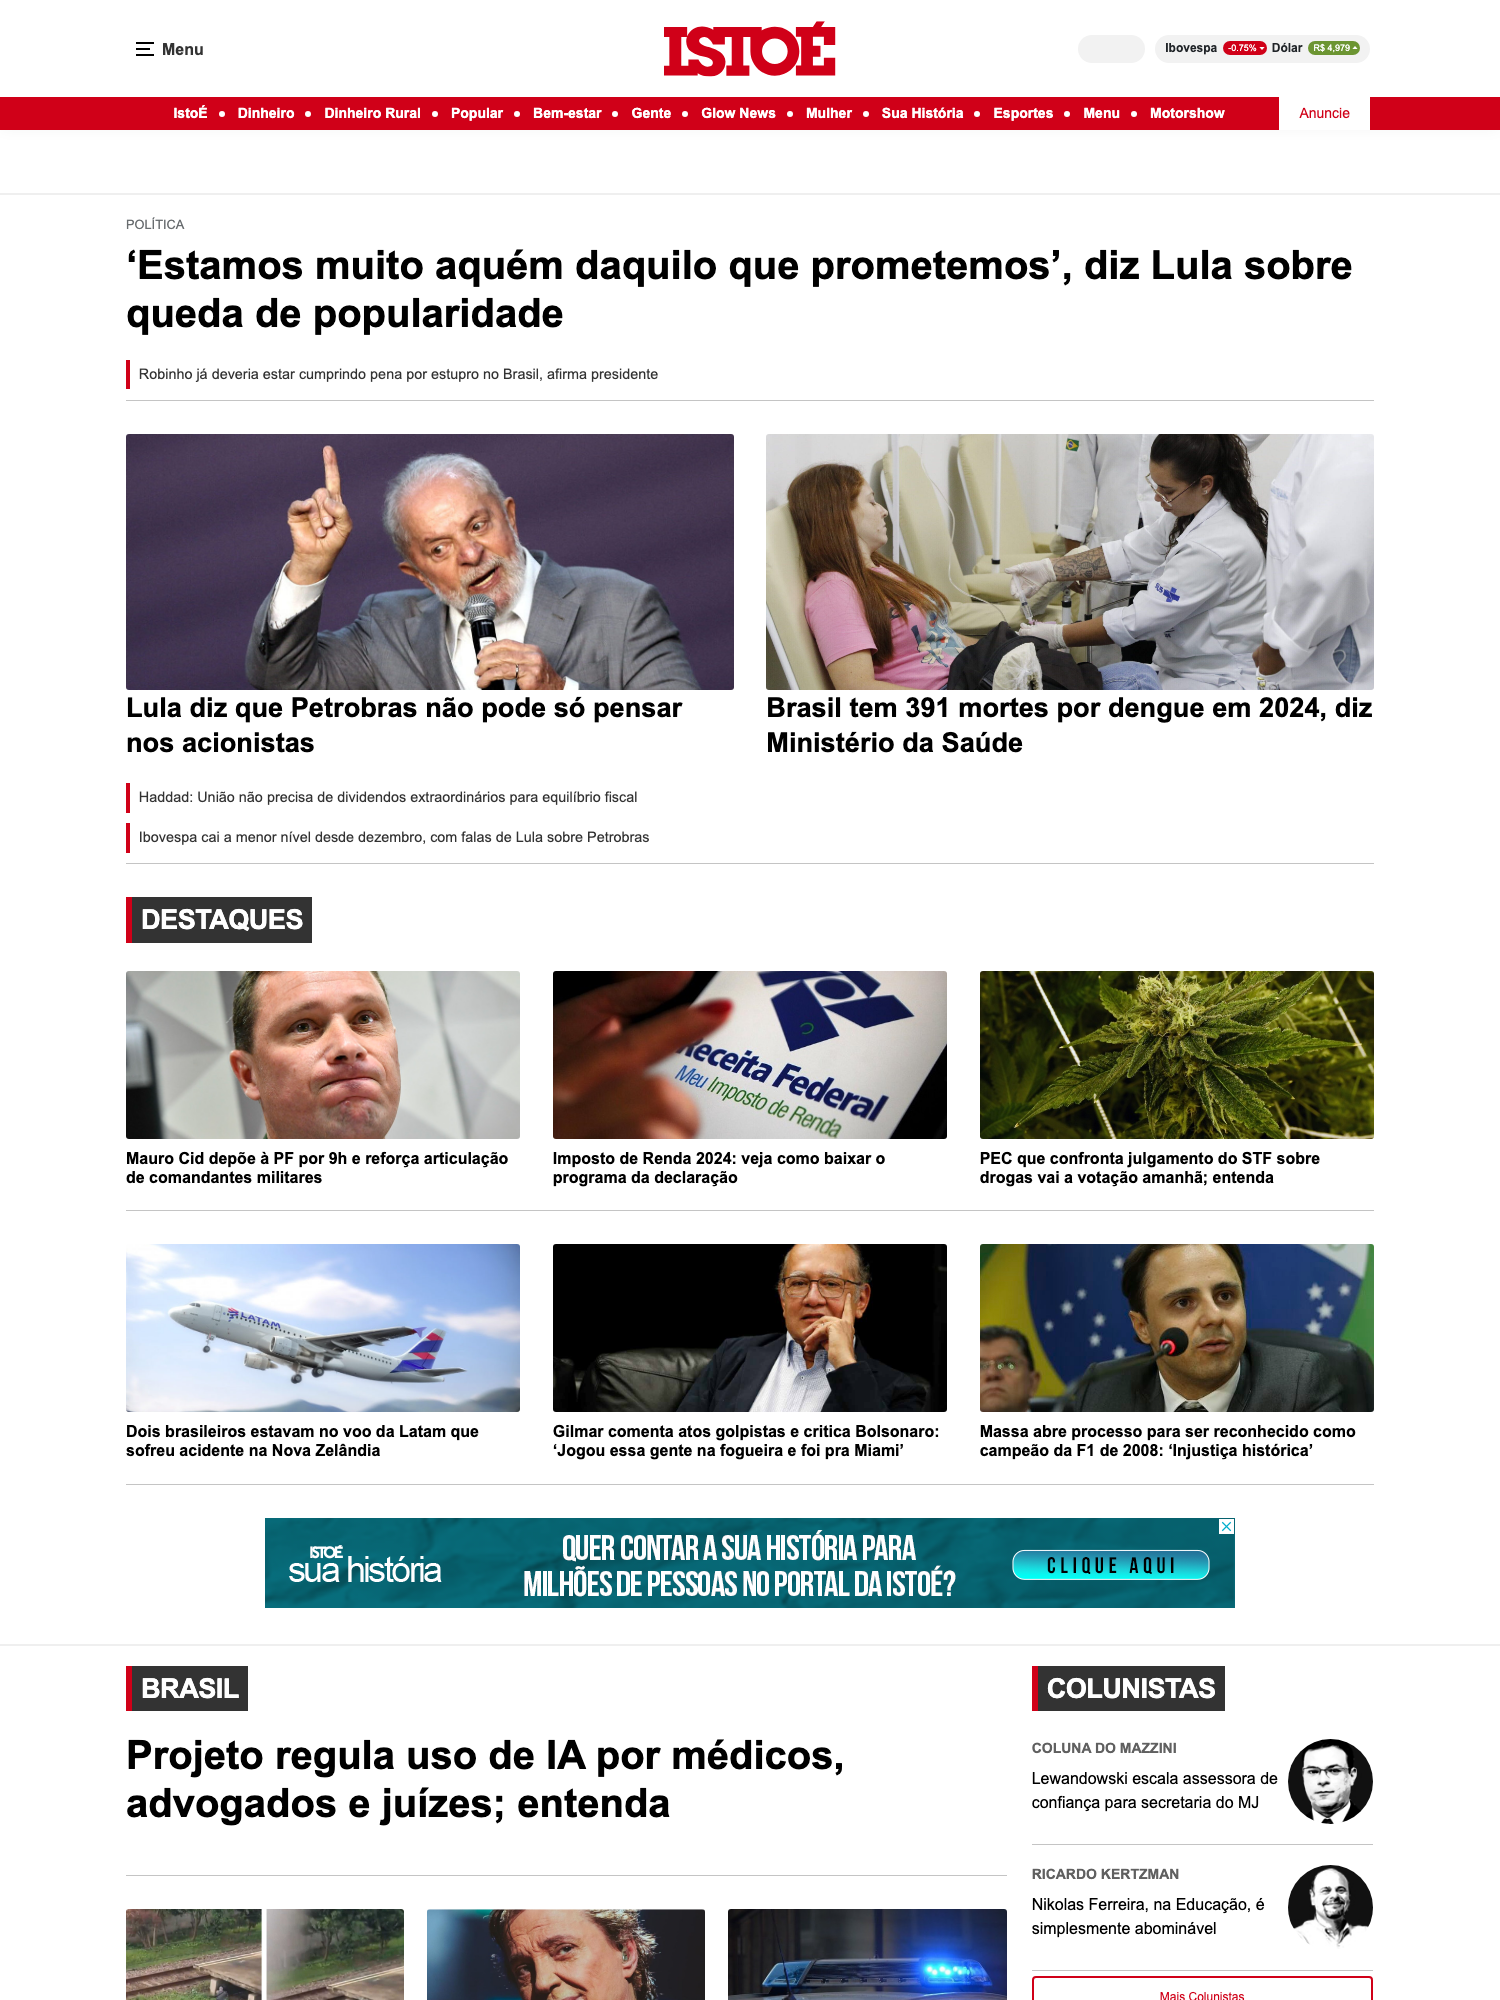 Menu
ISTOÉ
Ibovespa -0.75% Dólar R$ 4,979
IstoÉ • Dinheiro • Dinheiro Rural • Popular • Bem-estar • Gente • Glow News • Mulher • Sua História • Esportes • Menu • Motorshow
Anuncie
POLÍTICA
‘Estamos muito aquém daquilo que prometemos’, diz Lula sobre
queda de popularidade
Robinho já deveria estar cumprindo pena por estupro no Brasil, afirma presidente
Lula diz que Petrobras não pode só pensar
nos acionistas
Haddad: União não precisa de dividendos extraordinários para equilíbrio fiscal
Ibovespa cai a menor nível desde dezembro, com falas de Lula sobre Petrobras
Brasil tem 391 mortes por dengue em 2024, diz
Ministério da Saúde
DESTAQUES
Mauro Cid depõe à PF por 9h e reforça articulação
de comandantes militares
Receita Federal
Meu Imposto de Renda
Imposto de Renda 2024: veja como baixar o
programa da declaração
PEC que confronta julgamento do STF sobre
drogas vai a votação amanhã; entenda
LATAM
Dois brasileiros estavam no voo da Latam que
sofreu acidente na Nova Zelândia
Gilmar comenta atos golpistas e critica Bolsonaro:
‘Jogou essa gente na fogueira e foi pra Miami’
Massa abre processo para ser reconhecido como
campeão da F1 de 2008: ‘Injustiça histórica’
ISTOÉ
sua história
QUER CONTAR A SUA HISTÓRIA PARA
MILHÕES DE PESSOAS NO PORTAL DA ISTOÉ?
CLIQUE AQUI
BRASIL
Projeto regula uso de IA por médicos,
advogados e juízes; entenda
COLUNISTAS
COLUNA DO MAZZINI
Lewandowski escala assessora de
confiança para secretaria do MJ
RICARDO KERTZMAN
Nikolas Ferreira, na Educação, é
simplesmente abominável
Mais Colunistas